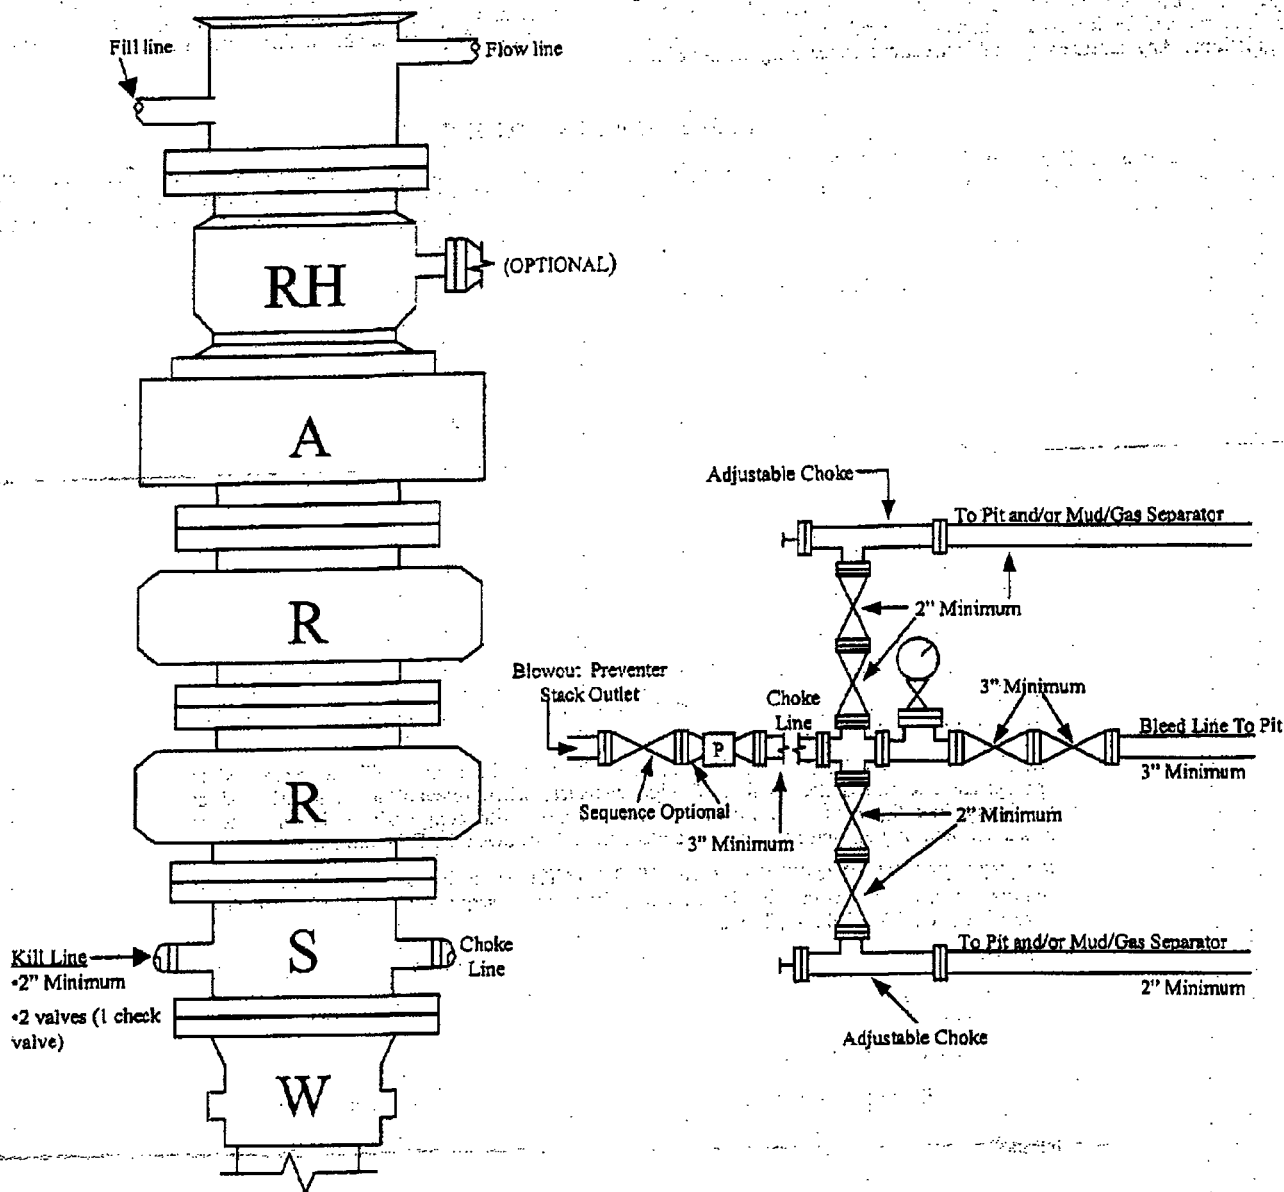 Fill line
Flow line
RH
(OPTIONAL)
A
R
R
Kill Line
•2" Minimum
•2 valves (1 check
valve)
S
Choke
Line
W
Adjustable Choke
To Pit and/or Mud/Gas Separator
2" Minimum
Blowout Preventer
Stack Outlet
Choke
Line
3" Minimum
Bleed Line To Pit
3" Minimum
P
Sequence Optional
3" Minimum
2" Minimum
To Pit and/or Mud/Gas Separator
2" Minimum
Adjustable Choke